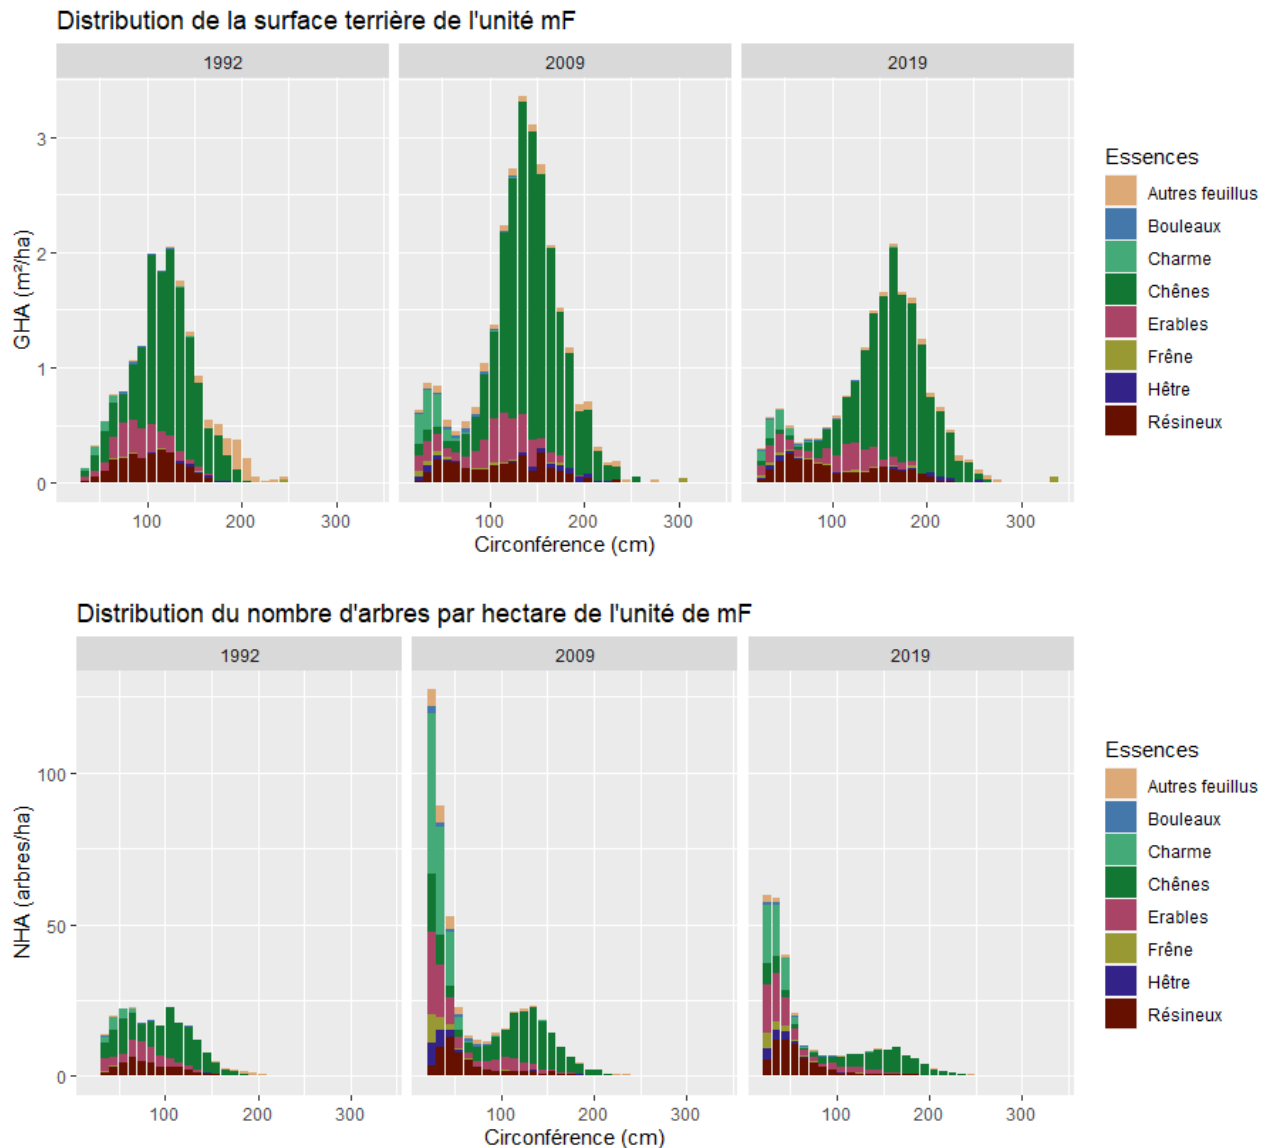 Distribution de la surface terrière de l'unité mF
1992
2009
2019
3
2
1
0
GHA (m²/ha)
100
200
300
100
200
300
100
200
300
Circonférence (cm)
Essences
Autres feuillus
Bouleaux
Charme
Chênes
Erables
Frêne
Hêtre
Résineux
Distribution du nombre d'arbres par hectare de l'unité de mF
1992
2009
2019
100
50
0
NHA (arbres/ha)
100
200
300
100
200
300
100
200
300
Circonférence (cm)
Essences
Autres feuillus
Bouleaux
Charme
Chênes
Erables
Frêne
Hêtre
Résineux